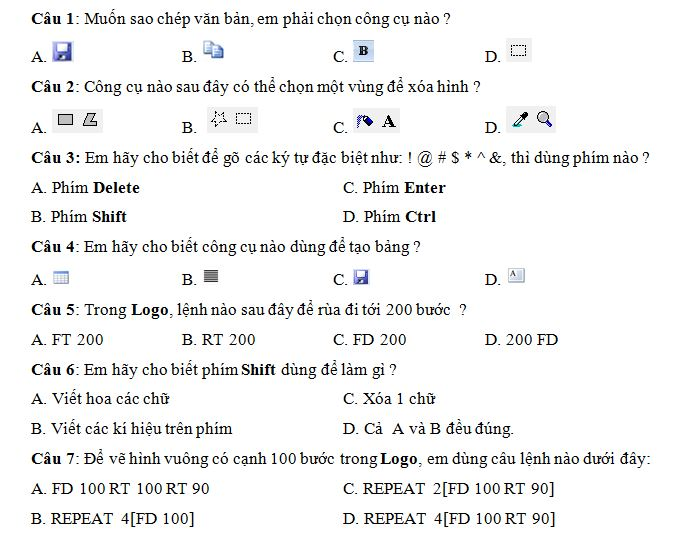 Câu 1: Muốn sao chép văn bản, em phải chọn công cụ nào ?
A. B. C. B D.
Câu 2: Công cụ nào sau đây có thể chọn một vùng để xóa hình ?
A. B. C. A D.
Câu 3: Em hãy cho biết để gõ các ký tự đặc biệt như: ! @ # $ * ^ &, thì dùng phím nào ?
A. Phím Delete C. Phím Enter
B. Phím Shift D. Phím Ctrl
Câu 4: Em hãy cho biết công cụ nào dùng để tạo bảng ?
A. B. C. D. A
Câu 5: Trong Logo, lệnh nào sau đây để rùa đi tới 200 bước ?
A. FT 200 B. RT 200 C. FD 200 D. 200 FD
Câu 6: Em hãy cho biết phím Shift dùng để làm gì ?
A. Viết hoa các chữ C. Xóa 1 chữ
B. Viết các kí hiệu trên phím D. Cả A và B đều đúng.
Câu 7: Để vẽ hình vuông có cạnh 100 bước trong Logo, em dùng câu lệnh nào dưới đây:
A. FD 100 RT 100 RT 90 C. REPEAT 2[FD 100 RT 90]
B. REPEAT 4[FD 100] D. REPEAT 4[FD 100 RT 90]